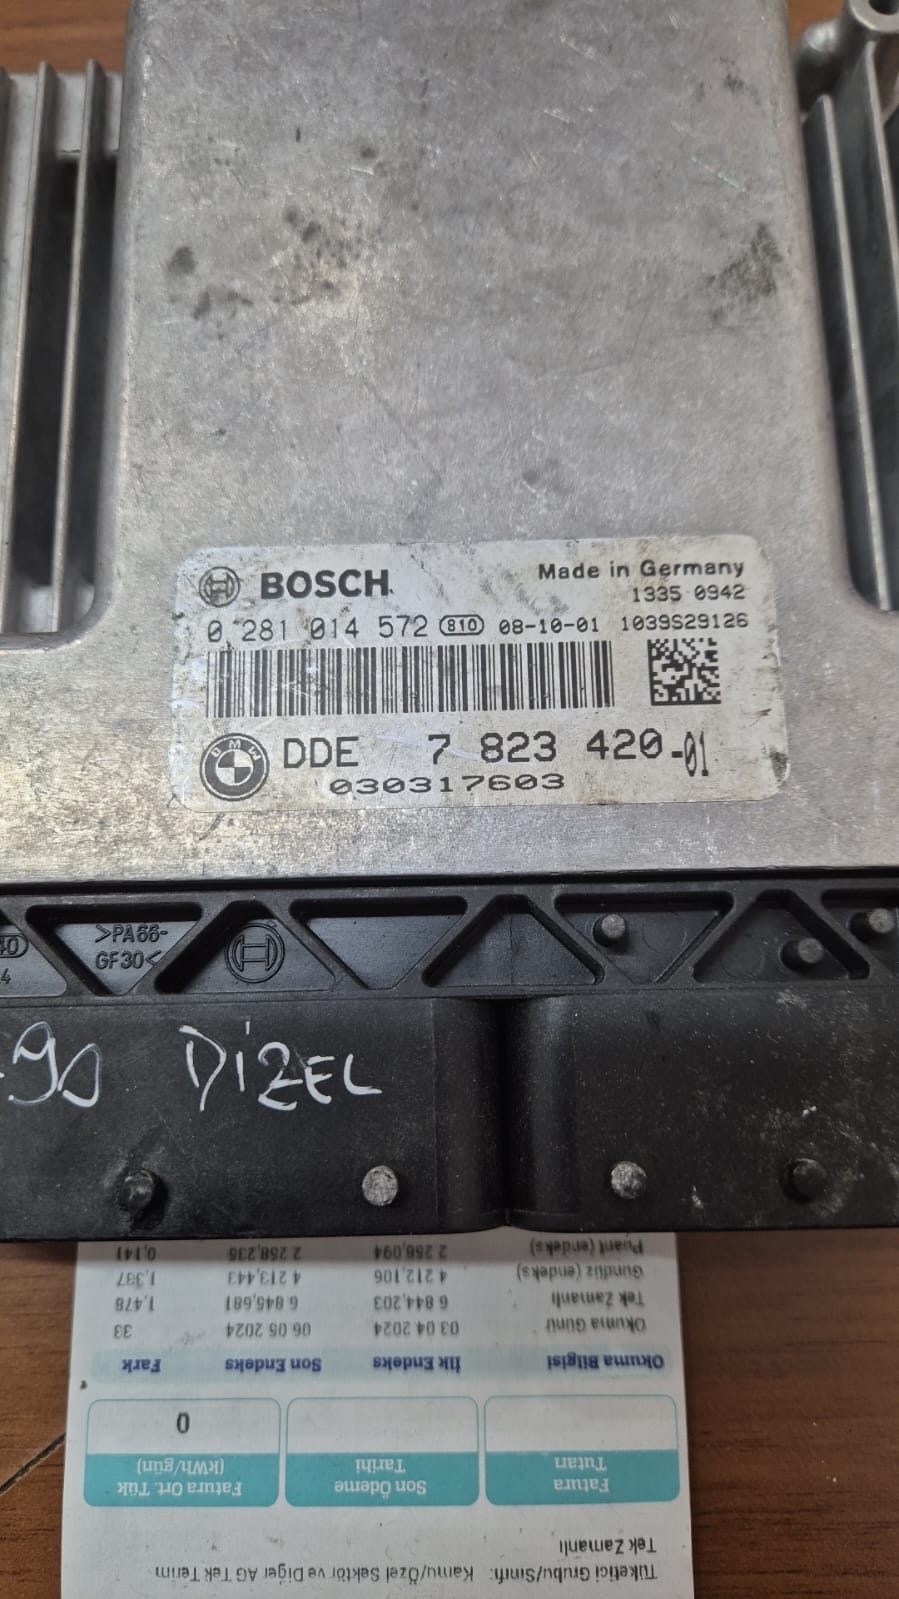 BOSCH
Made in Germany
1335 0942
0 281 014 572 810 08-10-01 1039S29126
BMW
DDE 7 823 420-01
030317603
40
>PA66-
4
GF30<
90 DİZEL
Tüketici Grubu/Sınıfı: Kamu/Özel Sektör ve Diğer AG Tek Terim
Tek Zamanlı
Fatura Tutarı
Son Ödeme Tarihi
Fatura Ort. Tük (kWh/gün)
0
Okuma Bilgisi İlk Endeks Son Endeks Fark
Okuma Günü 03 04 2024 06 05 2024 33
Tek Zamanlı 6 844,203 6 845,681 1,478
Gündüz (endeks) 4 212,106 4 213,443 1,337
Puant (endeks) 2 258,094 2 258,235 0,141